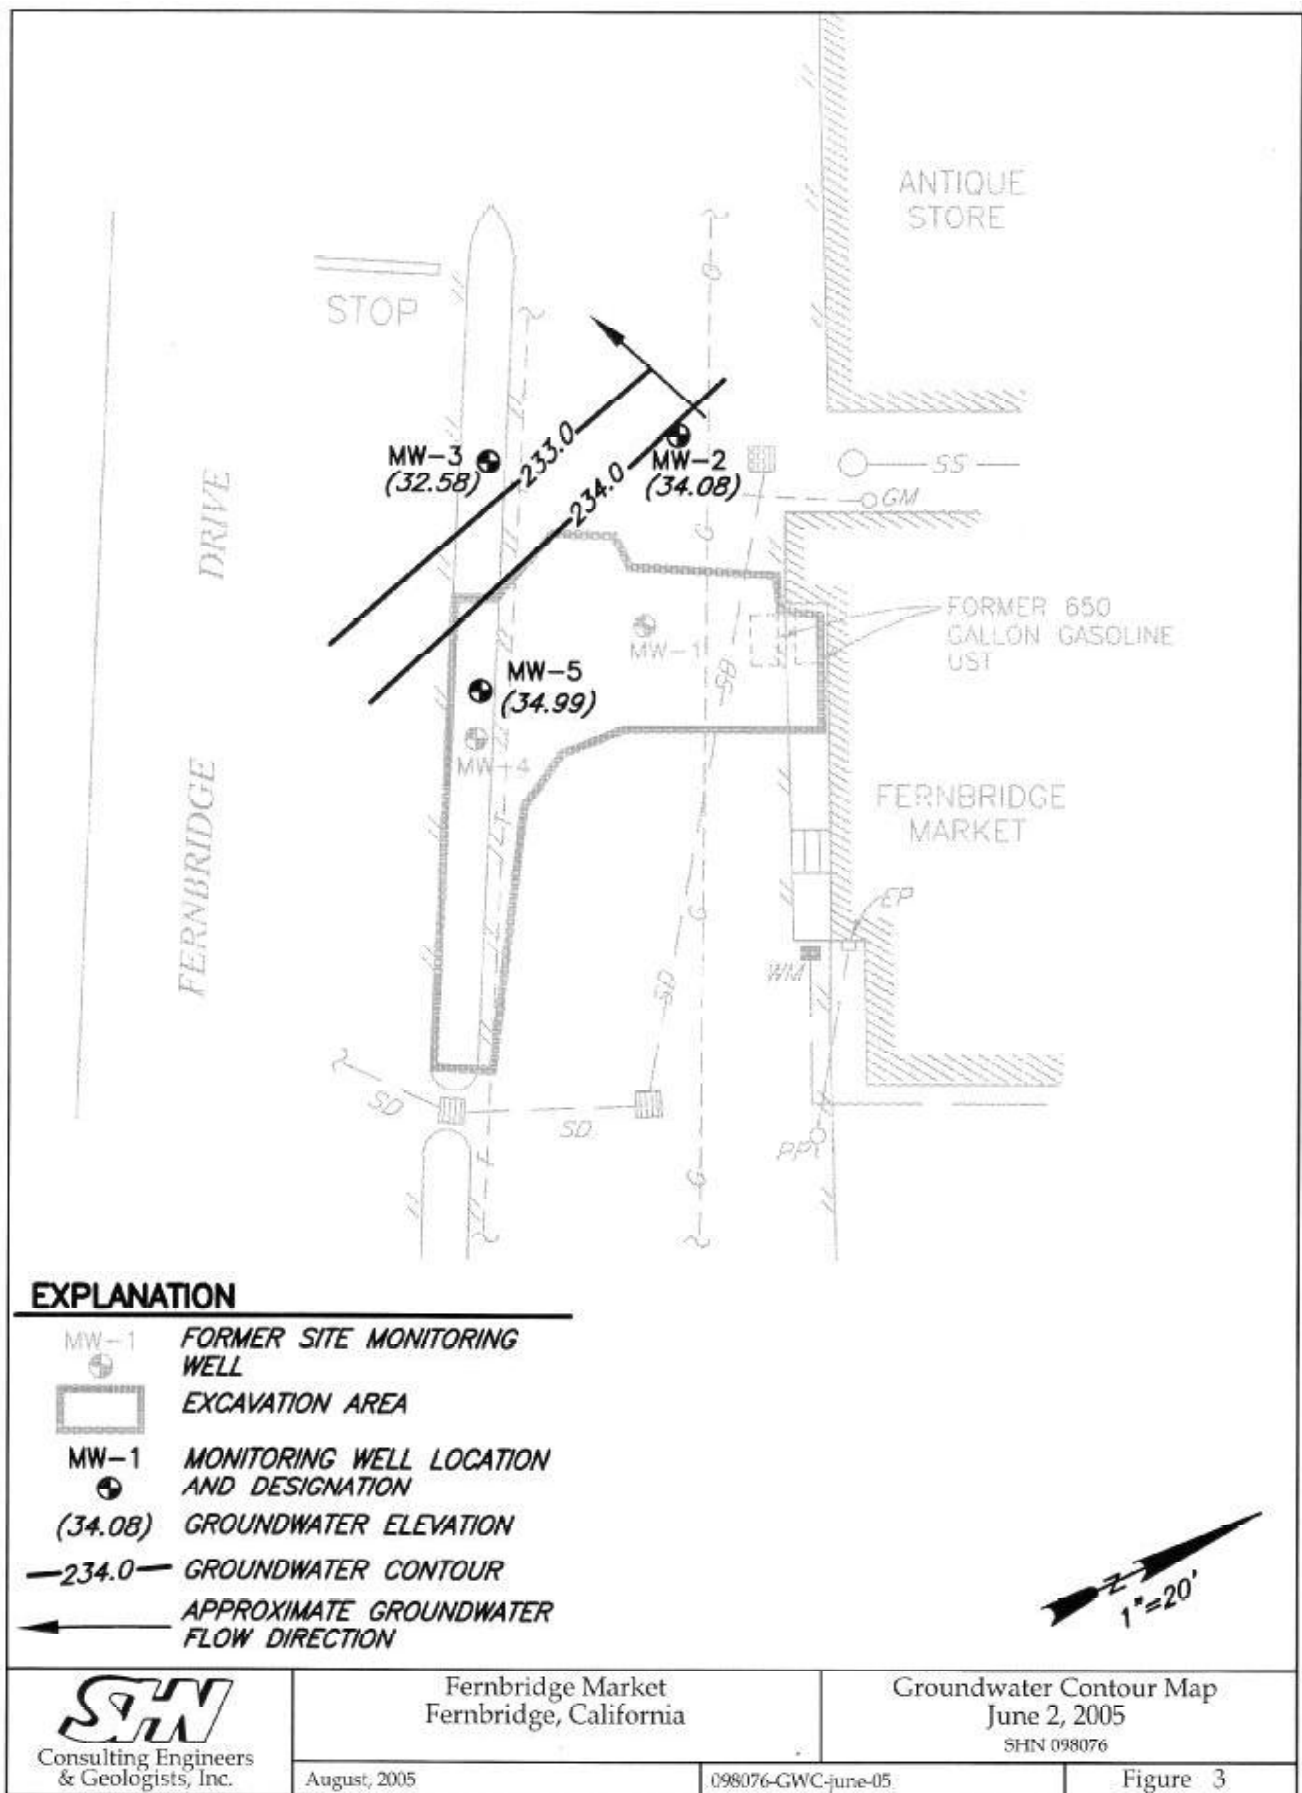 ANTIQUE
STORE
STOP
G
233.0
MW-3
(32.58)
234.0
MW-2
(34.08)
SS
GM
G
DRIVE
FORMER 650
GALLON GASOLINE
UST
MW-1
SD
MW-5
(34.99)
MW-4
T
FERNBRIDGE
FERNBRIDGE
MARKET
G
EP
WM
SD
SD
SD
PP
T
G
EXPLANATION
MW-1
FORMER SITE MONITORING
WELL
EXCAVATION AREA
MW-1
MONITORING WELL LOCATION
AND DESIGNATION
(34.08)
GROUNDWATER ELEVATION
234.0
GROUNDWATER CONTOUR
APPROXIMATE GROUNDWATER
FLOW DIRECTION
N
1"=20'
SHN
Consulting Engineers
& Geologists, Inc.
Fernbridge Market
Fernbridge, California
Groundwater Contour Map
June 2, 2005
SHN 098076
August, 2005
098076-GWC-june-05
Figure 3